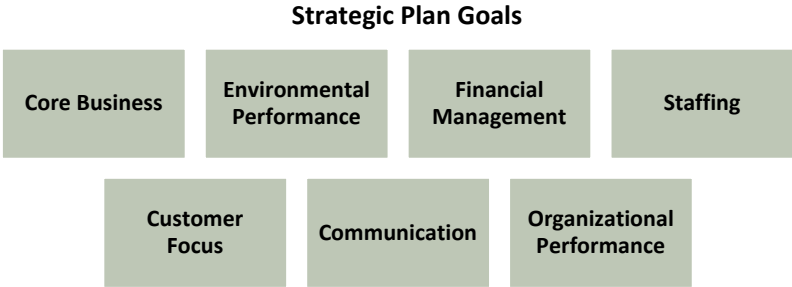 Strategic Plan Goals
Core Business
Environmental
Performance
Financial
Management
Staffing
Customer
Focus
Communication
Organizational
Performance